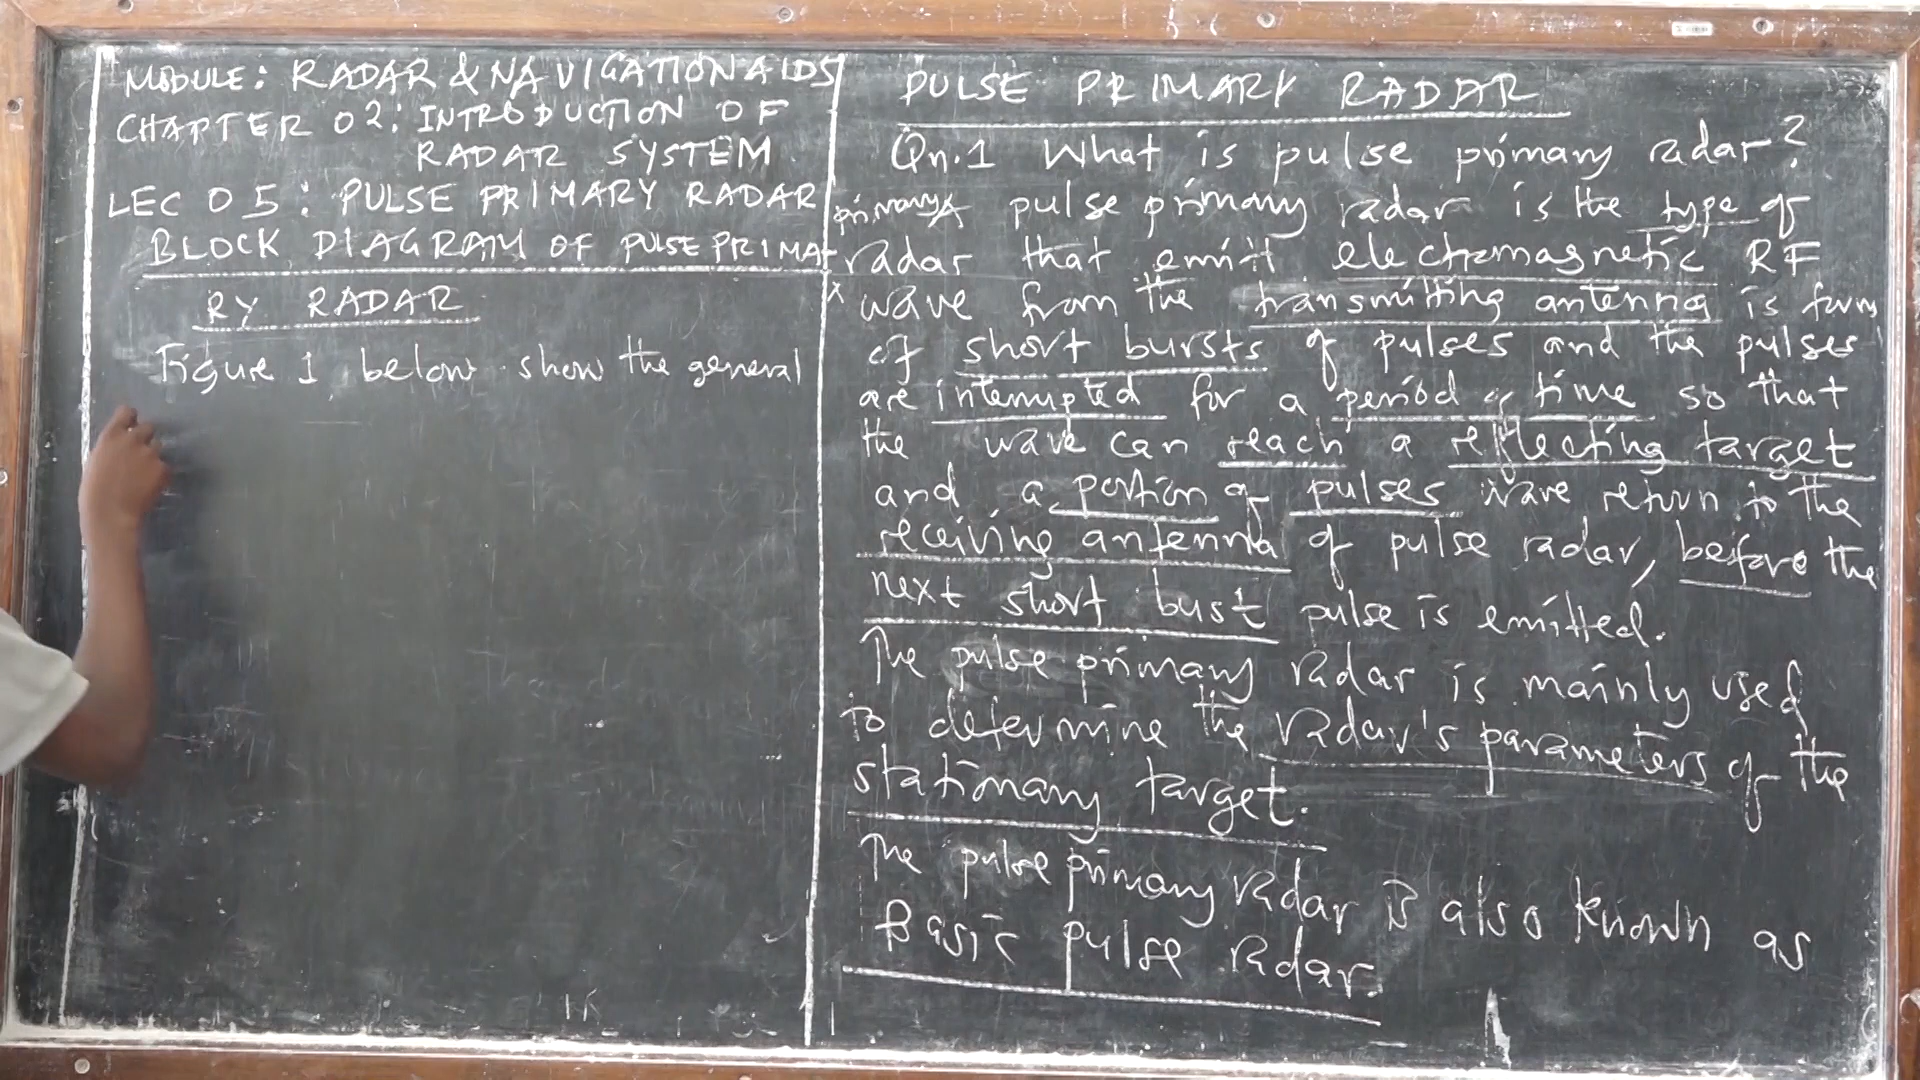 MODULE: RADAR & NAVIGATION AIDS
CHAPTER 02: INTRODUCTION OF
RADAR SYSTEM
LEC 05: PULSE PRIMARY RADAR
BLOCK DIAGRAM OF PULSE PRIMA-
RY RADAR
Figure 1 below show the general
PULSE PRIMARY RADAR
Qn.1 What is pulse primary radar?
primary A pulse primary radar is the type of
radar that emit electromagnetic RF
wave from the transmitting antenna is form
of short bursts of pulses and the pulses
are interrupted for a period of time so that
the wave can reach a reflecting target
and a portion of pulses wave return to the
receiving antenna of pulse radar, before the
next short bust pulse is emitted.
The pulse primary radar is mainly used
to determine the radar's parameters of the
stationary target.
The pulse primary radar is also known as
Basic pulse radar.